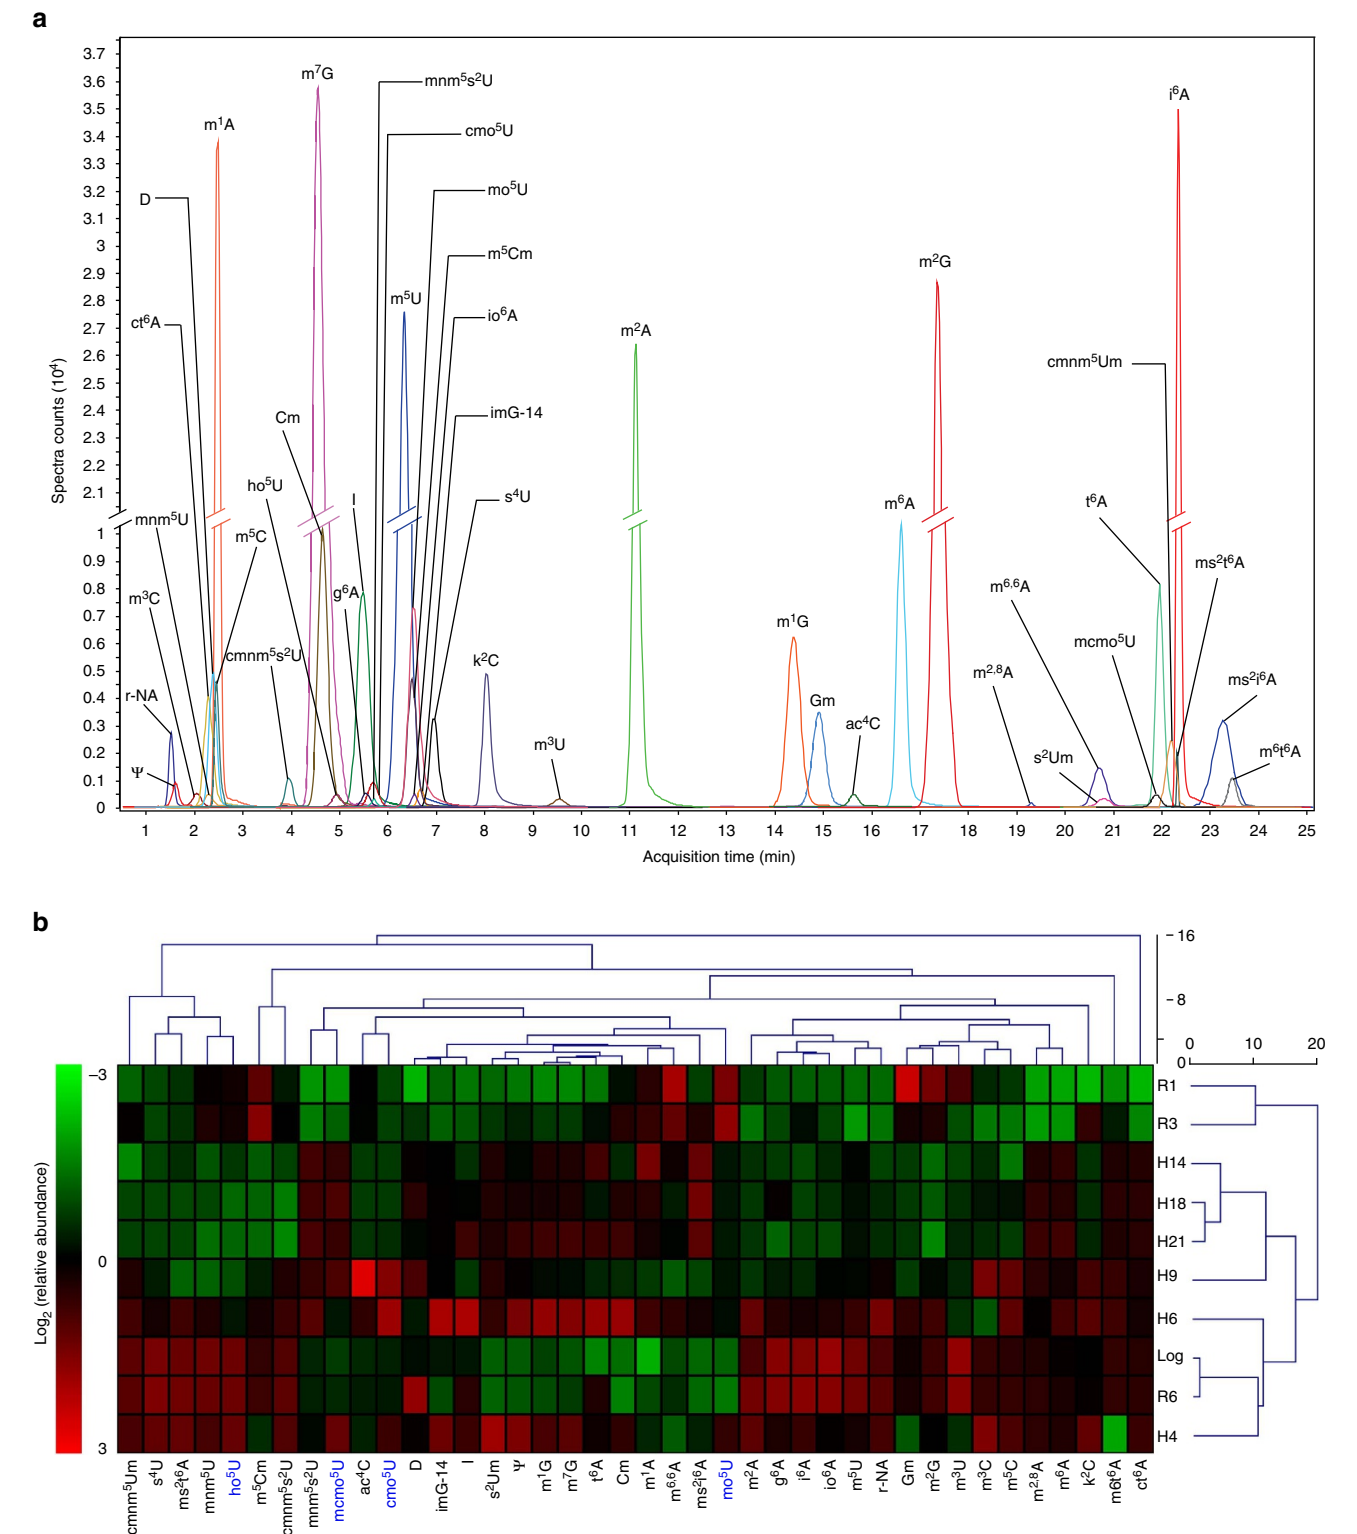 a
3.7
3.6
3.5
3.4
3.3
3.2
3.1
3
2.9
2.8
2.7
2.6
2.5
2.4
2.3
2.2
2.1
1
0.9
0.8
0.7
0.6
0.5
0.4
0.3
0.2
0.1
0
Spectra counts (10⁴)
m⁷G
mnm⁵s²U
i⁶A
m¹A
cmo⁵U
D
mo⁵U
m⁵Cm
m²G
m⁵U
io⁶A
ct⁶A
m²A
cmnm⁵Um
Cm
imG-14
ho⁵U
I
s⁴U
mnm⁵U
m⁵C
m⁶A
t⁶A
ms²t⁶A
m³C
g⁶A
m⁶·⁶A
m¹G
mcmo⁵U
cmnm⁵s²U
k²C
m²·⁸A
ms²i⁶A
r-NA
Gm
ac⁴C
m³U
s²Um
m⁶t⁶A
Ψ
1 2 3 4 5 6 7 8 9 10 11 12 13 14 15 16 17 18 19 20 21 22 23 24 25
Acquisition time (min)
b
16
8
0
0 10 20
−3
0
3
Log₂ (relative abundance)
R1
R3
H14
H18
H21
H9
H6
Log
R6
H4
cmnm⁵Um
s⁴U
ms²t⁶A
mnm⁵U
ho⁵U
m⁵Cm
cmnm⁵s²U
mnm⁵s²U
mcmo⁵U
ac⁴C
cmo⁵U
D
imG-14
I
s²Um
Ψ
m¹G
m⁷G
t⁶A
Cm
m¹A
m⁶·⁶A
ms²i⁶A
mo⁵U
m²A
g⁶A
i⁶A
io⁶A
m⁵U
r-NA
Gm
m²G
m³U
m³C
m⁵C
m²·⁸A
m⁶A
k²C
m6t⁶A
ct⁶A